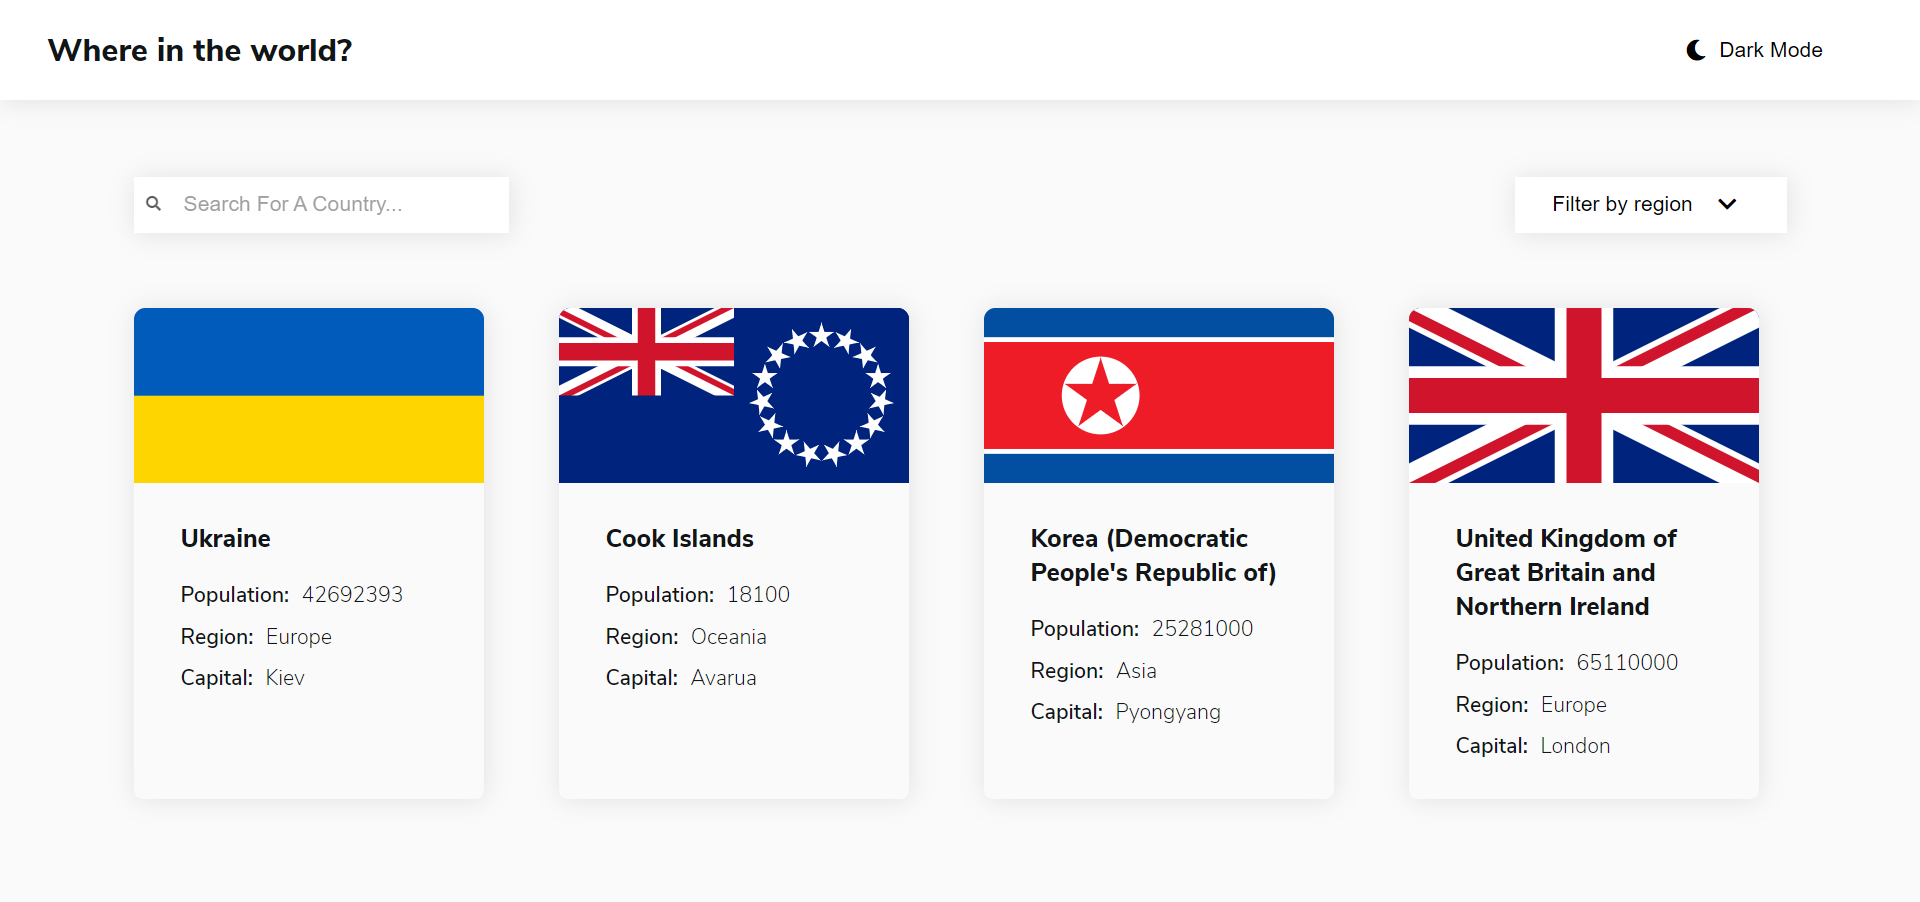 Where in the world?
Dark Mode
Search For A Country...
Filter by region
Ukraine
Population: 42692393
Region: Europe
Capital: Kiev
Cook Islands
Population: 18100
Region: Oceania
Capital: Avarua
Korea (Democratic
People's Republic of)
Population: 25281000
Region: Asia
Capital: Pyongyang
United Kingdom of
Great Britain and
Northern Ireland
Population: 65110000
Region: Europe
Capital: London